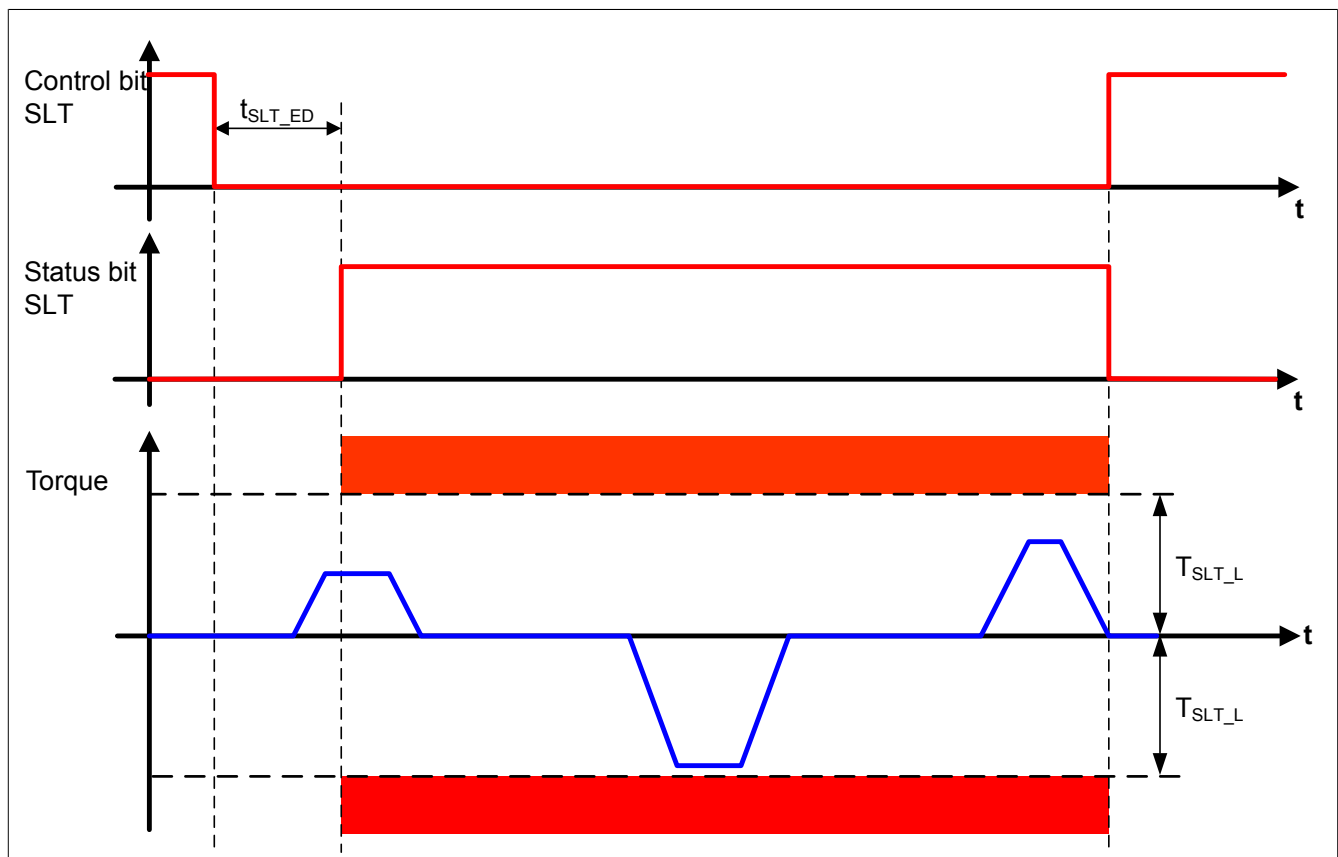 Control bit
SLT
tSLT_ED
t
Status bit
SLT
t
Torque
TSLT_L
t
TSLT_L